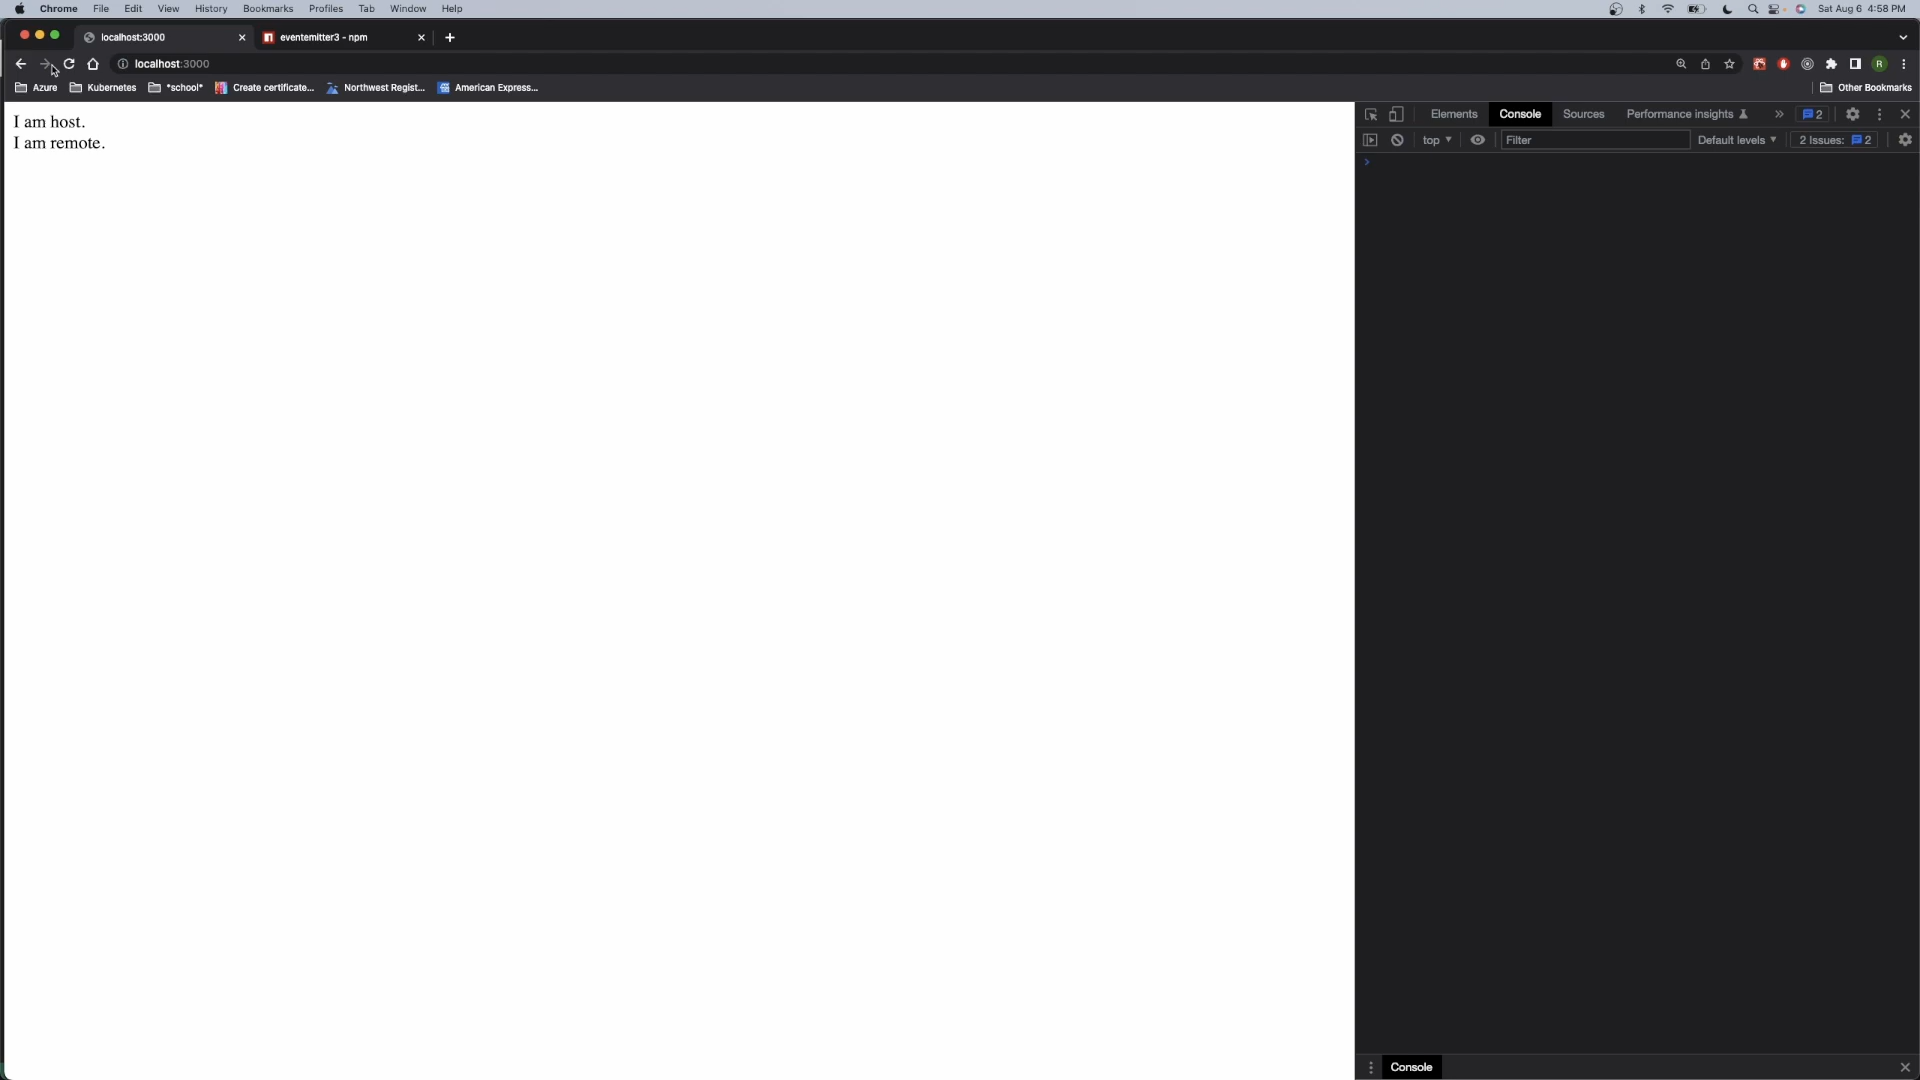 Chrome File Edit View History Bookmarks Profiles Tab Window Help Sat Aug 6 4:58 PM
localhost:3000 eventemitter3 - npm
localhost:3000 R
Azure Kubernetes *school* Create certificate... Northwest Regist... American Express... Other Bookmarks
I am host.
I am remote.
Elements Console Sources Performance insights 2
top Filter Default levels 2 Issues: 2
Console